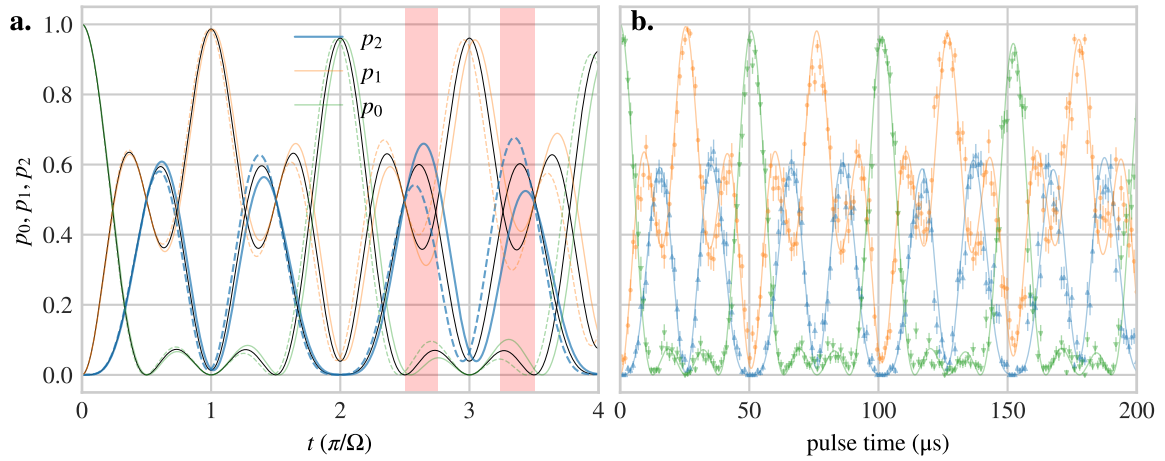 a.
b.
p₂
p₁
p₀
p₀, p₁, p₂
1.0
0.8
0.6
0.4
0.2
0.0
0 1 2 3 4
t (π/Ω)
0 50 100 150 200
pulse time (μs)